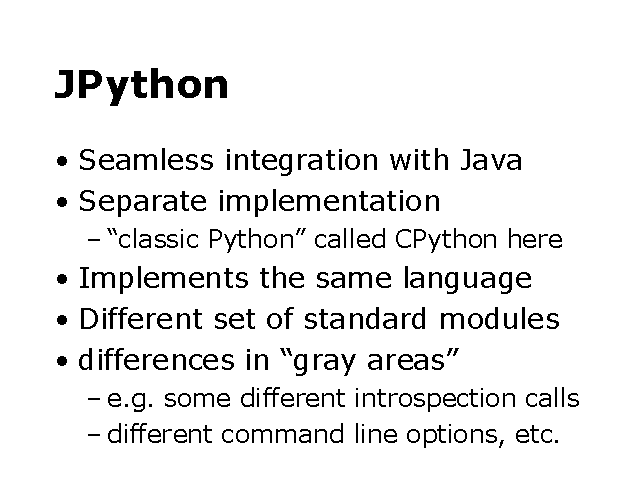 JPython
• Seamless integration with Java
• Separate implementation
– “classic Python” called CPython here
• Implements the same language
• Different set of standard modules
• differences in “gray areas”
– e.g. some different introspection calls
– different command line options, etc.